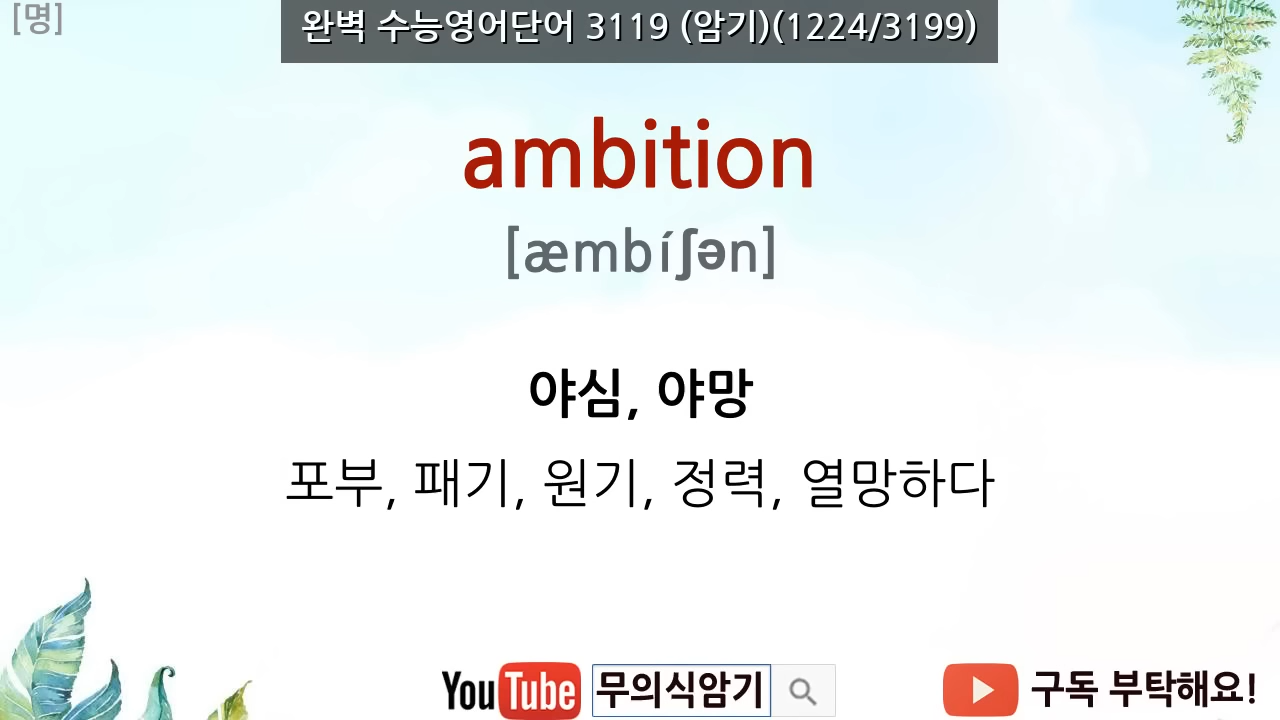 [명]
완벽 수능영어단어 3119 (암기)(1224/3199)
ambition
[æmbíʃən]
야심, 야망
포부, 패기, 원기, 정력, 열망하다
YouTube 무의식암기
구독 부탁해요!